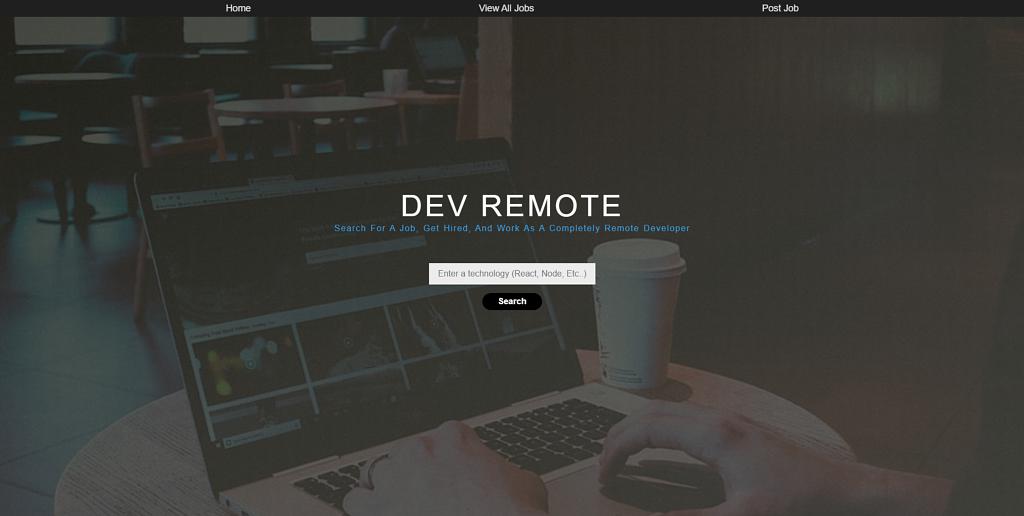 Home
View All Jobs
Post Job
DEV REMOTE
Search For A Job, Get Hired, And Work As A Completely Remote Developer
Enter a technology (React, Node, Etc..)
Search